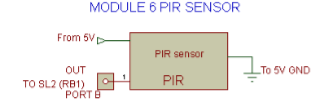 MODULE 6 PIR SENSOR
From 5V
PIR sensor
OUT
TO SL2 (RB1)
PORT B
1
PIR
To 5V GND